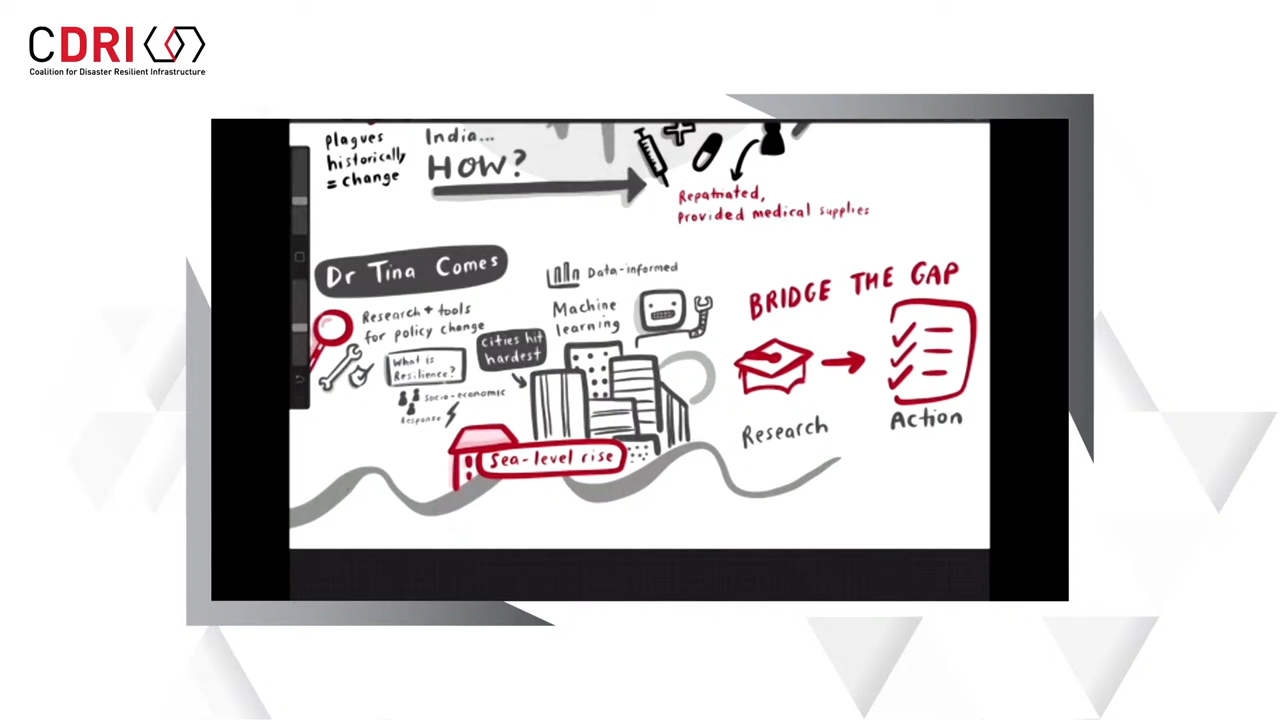 CDRI
Coalition for Disaster Resilient Infrastructure
plagues
historically
= change
India...
HOW?
Repatriated,
Provided medical supplies
Dr Tina Comes
Research + tools
for policy change
What is
Resilience?
Socio-economic
Response
Data-informed
Machine
learning
Cities hit
hardest
Sea-level rise
BRIDGE THE GAP
Research
Action